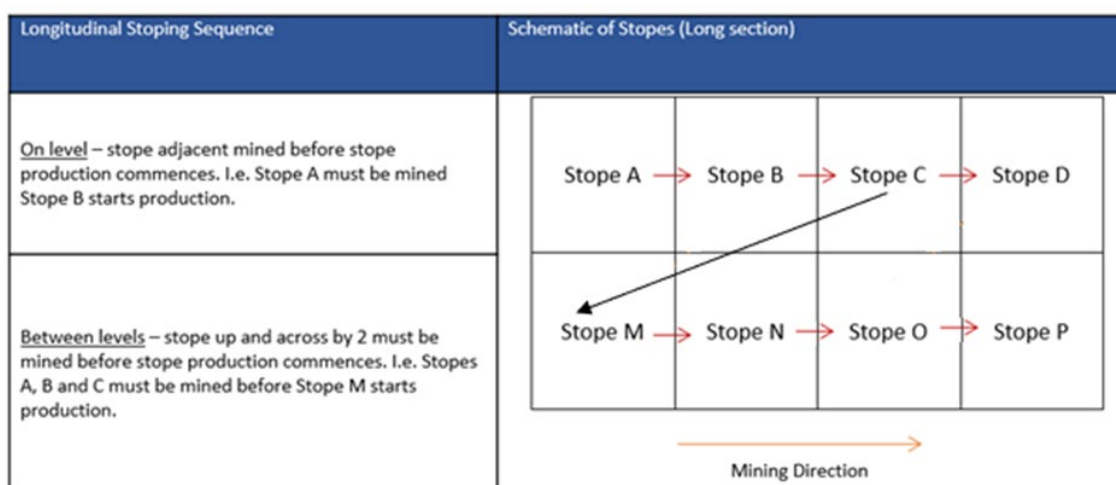 Longitudinal Stoping Sequence
Schematic of Stopes (Long section)
On level – stope adjacent mined before stope
production commences. I.e. Stope A must be mined
Stope B starts production.
Stope A
Stope B
Stope C
Stope D
Between levels – stope up and across by 2 must be
mined before stope production commences. I.e. Stopes
A, B and C must be mined before Stope M starts
production.
Stope M
Stope N
Stope O
Stope P
Mining Direction